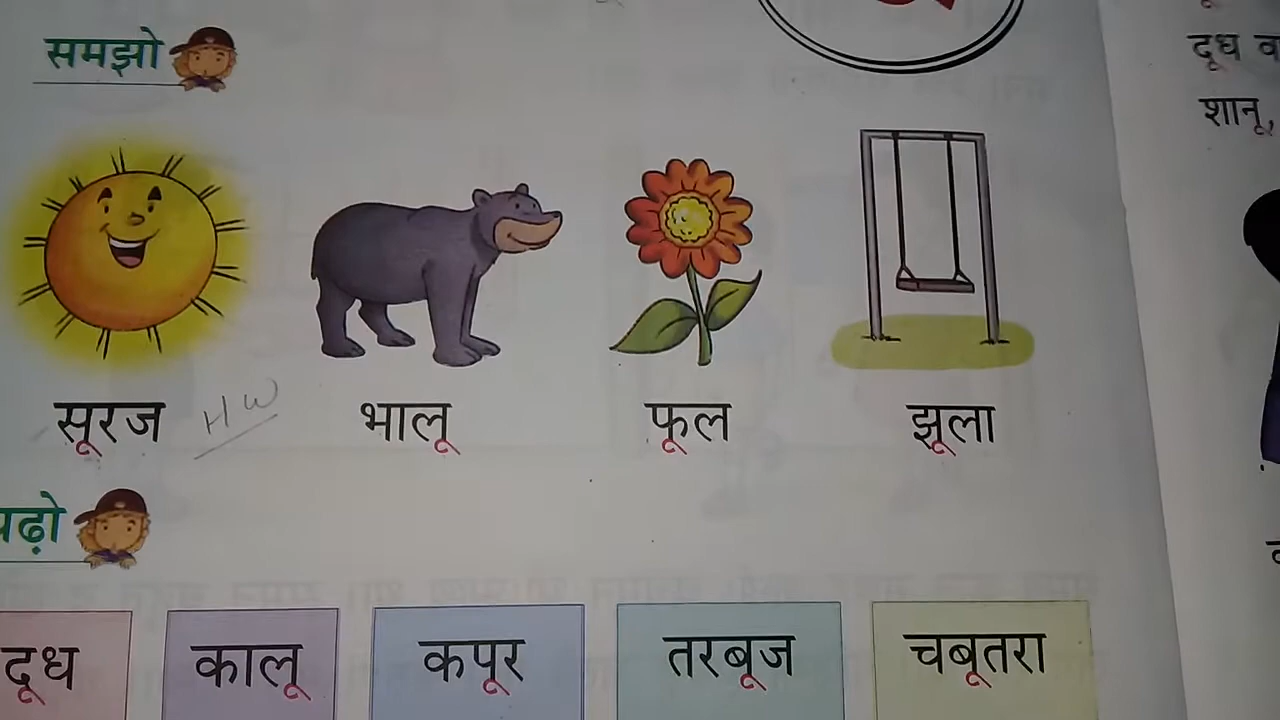 समझो
सूरज HW भालू फूल झूला
पढ़ो
दूध कालू कपूर तरबूज चबूतरा
दूध
शानू,